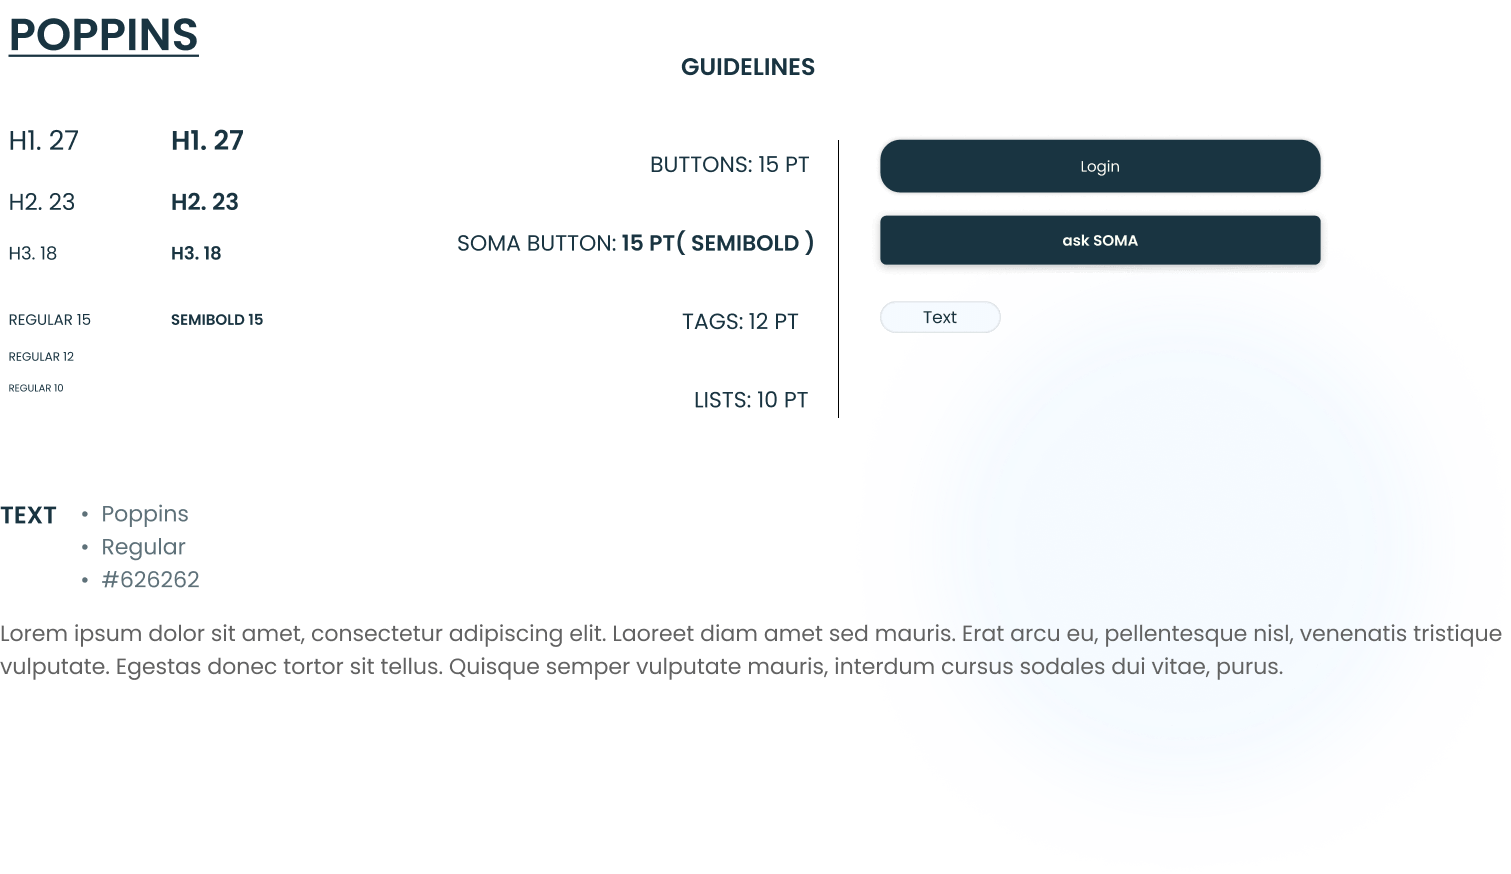 POPPINS
GUIDELINES
H1. 27
H1. 27
H2. 23
H2. 23
H3. 18
H3. 18
REGULAR 15
SEMIBOLD 15
REGULAR 12
REGULAR 10
BUTTONS: 15 PT
SOMA BUTTON: 15 PT( SEMIBOLD )
TAGS: 12 PT
LISTS: 10 PT
Login
ask SOMA
Text
TEXT
• Poppins
• Regular
• #626262
Lorem ipsum dolor sit amet, consectetur adipiscing elit. Laoreet diam amet sed mauris. Erat arcu eu, pellentesque nisl, venenatis tristique
vulputate. Egestas donec tortor sit tellus. Quisque semper vulputate mauris, interdum cursus sodales dui vitae, purus.